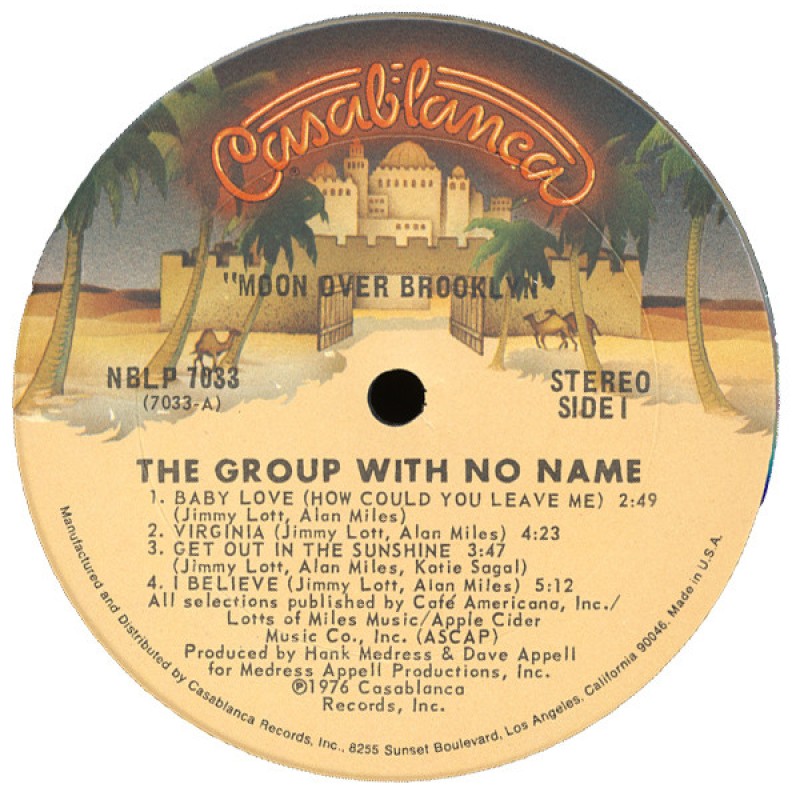 Casablanca
"MOON OVER BROOKLYN"
NBLP 7033
(7033-A)
STEREO
SIDE I
THE GROUP WITH NO NAME
1. BABY LOVE (HOW COULD YOU LEAVE ME) 2:49
(Jimmy Lott, Alan Miles)
2. VIRGINIA (Jimmy Lott, Alan Miles) 4:23
3. GET OUT IN THE SUNSHINE 3:47
(Jimmy Lott, Alan Miles, Katie Sagal)
4. I BELIEVE (Jimmy Lott, Alan Miles) 5:12
All selections published by Café Americana, Inc./
Lotts of Miles Music/Apple Cider
Music Co., Inc. (ASCAP)
Produced by Hank Medress & Dave Appell
for Medress Appell Productions, Inc.
℗1976 Casablanca
Records, Inc.
Manufactured and Distributed by Casablanca Records, Inc., 8255 Sunset Boulevard, Los Angeles, California 90046. Made in U.S.A.